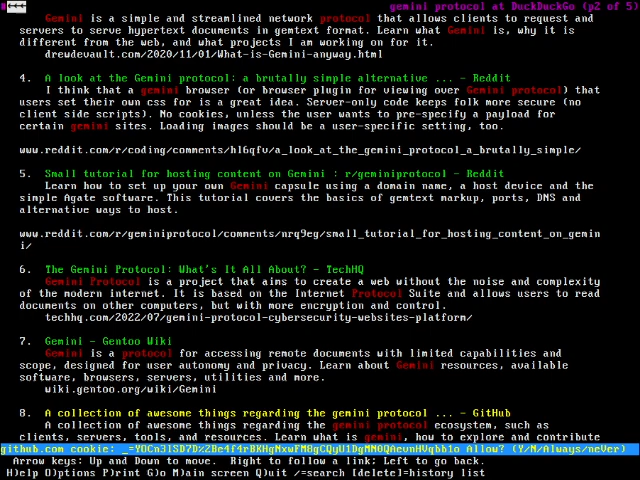 ←←←
gemini protocol at DuckDuckGo (p2 of 5)
Gemini is a simple and streamlined network protocol that allows clients to request and
servers to serve hypertext documents in gemtext format. Learn what Gemini is, why it is
different from the web, and what projects I am working on for it.
drewdevault.com/2020/11/01/What-is-Gemini-anyway.html
4. A look at the Gemini protocol: a brutally simple alternative ... - Reddit
I think that a gemini browser (or browser plugin for viewing over Gemini protocol) that
users set their own css for is a great idea. Server-only code keeps folk more secure (no
client side scripts). No cookies, unless the user wants to pre-specify a payload for
certain gemini sites. Loading images should be a user-specific setting, too.
www.reddit.com/r/coding/comments/hl6qfv/a_look_at_the_gemini_protocol_a_brutally_simple/
5. Small tutorial for hosting content on Gemini : r/geminiprotocol - Reddit
Learn how to set up your own Gemini capsule using a domain name, a host device and the
simple Agate software. This tutorial covers the basics of gemtext markup, ports, DNS and
alternative ways to host.
www.reddit.com/r/geminiprotocol/comments/nrq9eg/small_tutorial_for_hosting_content_on_gemin
i/
6. The Gemini Protocol: What's It All About? - TechHQ
Gemini Protocol is a project that aims to create a web without the noise and complexity
of the modern internet. It is based on the Internet Protocol Suite and allows users to read
documents on other computers, but with more encryption and control.
techhq.com/2022/07/gemini-protocol-cybersecurity-websites-platform/
7. Gemini - Gentoo Wiki
Gemini is a protocol for accessing remote documents with limited capabilities and
scope, designed for user autonomy and privacy. Learn about Gemini resources, available
software, browsers, servers, utilities and more.
wiki.gentoo.org/wiki/Gemini
8. A collection of awesome things regarding the gemini protocol ... - GitHub
A collection of awesome things regarding the gemini protocol ecosystem, such as
clients, servers, tools, and resources. Learn what is gemini, how to explore and contribute
github.com cookie: Allow? (Y/N/Always/neVer)
Arrow keys: Up and Down to move. Right to follow a link; Left to go back.
H)elp O)ptions P)rint G)o M)ain screen Q)uit /=search [delete]=history list